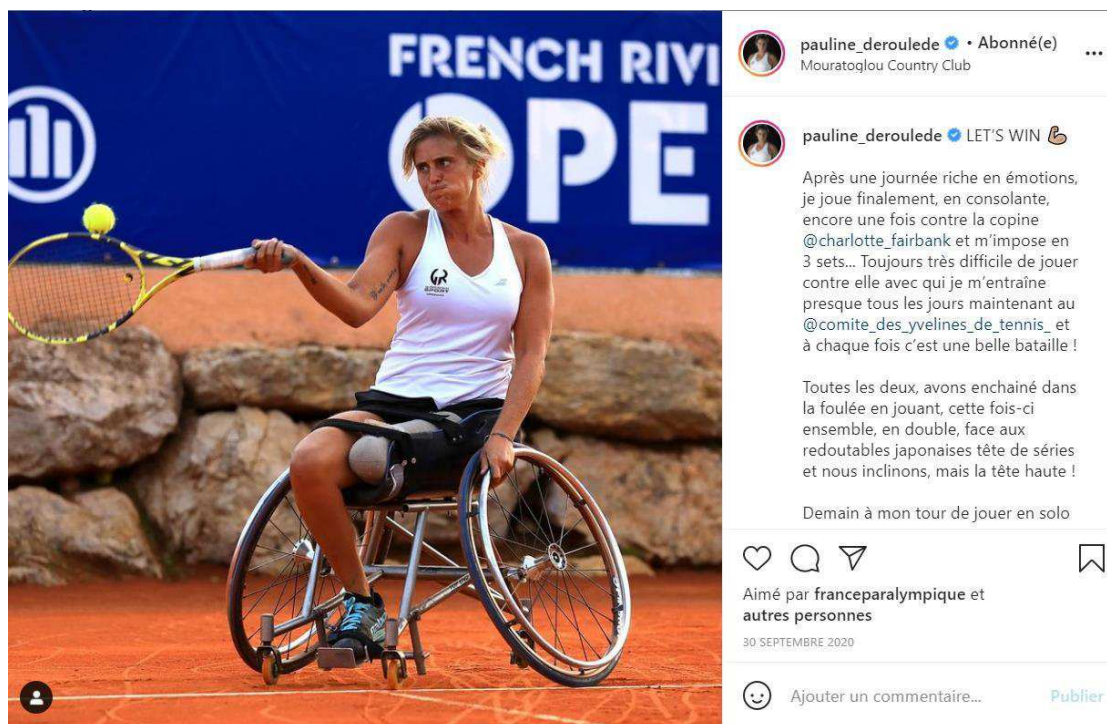 FRENCH RIVI
OPE
pauline_deroulede • Abonné(e)
Mouratoglou Country Club
pauline_deroulede LET'S WIN 💪🏼
Après une journée riche en émotions,
je joue finalement, en consolante,
encore une fois contre la copine
@charlotte_fairbank et m'impose en
3 sets... Toujours très difficile de jouer
contre elle avec qui je m'entraîne
presque tous les jours maintenant au
@comite_des_yvelines_de_tennis_ et
à chaque fois c'est une belle bataille !
Toutes les deux, avons enchainé dans
la foulée en jouant, cette fois-ci
ensemble, en double, face aux
redoutables japonaises tête de séries
et nous inclinons, mais la tête haute !
Demain à mon tour de jouer en solo
Aimé par franceparalympique et
autres personnes
30 SEPTEMBRE 2020
Ajouter un commentaire... Publier